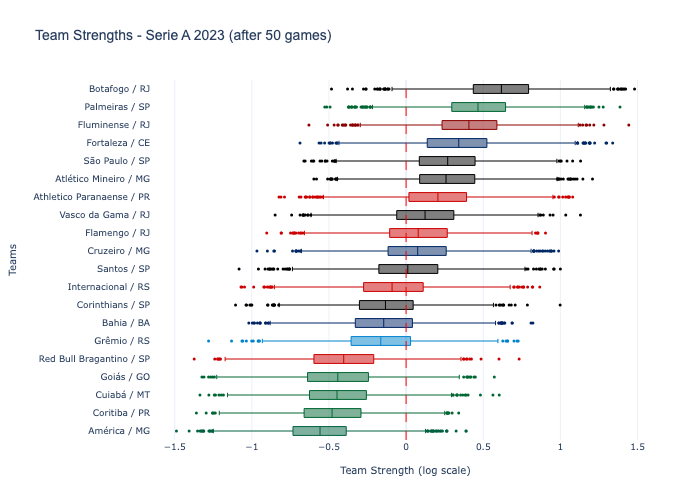 Team Strengths - Serie A 2023 (after 50 games)
Botafogo / RJ
Palmeiras / SP
Fluminense / RJ
Fortaleza / CE
São Paulo / SP
Atlético Mineiro / MG
Athletico Paranaense / PR
Vasco da Gama / RJ
Flamengo / RJ
Cruzeiro / MG
Santos / SP
Internacional / RS
Corinthians / SP
Bahia / BA
Grêmio / RS
Red Bull Bragantino / SP
Goiás / GO
Cuiabá / MT
Coritiba / PR
América / MG
Teams
−1.5 −1 −0.5 0 0.5 1 1.5
Team Strength (log scale)